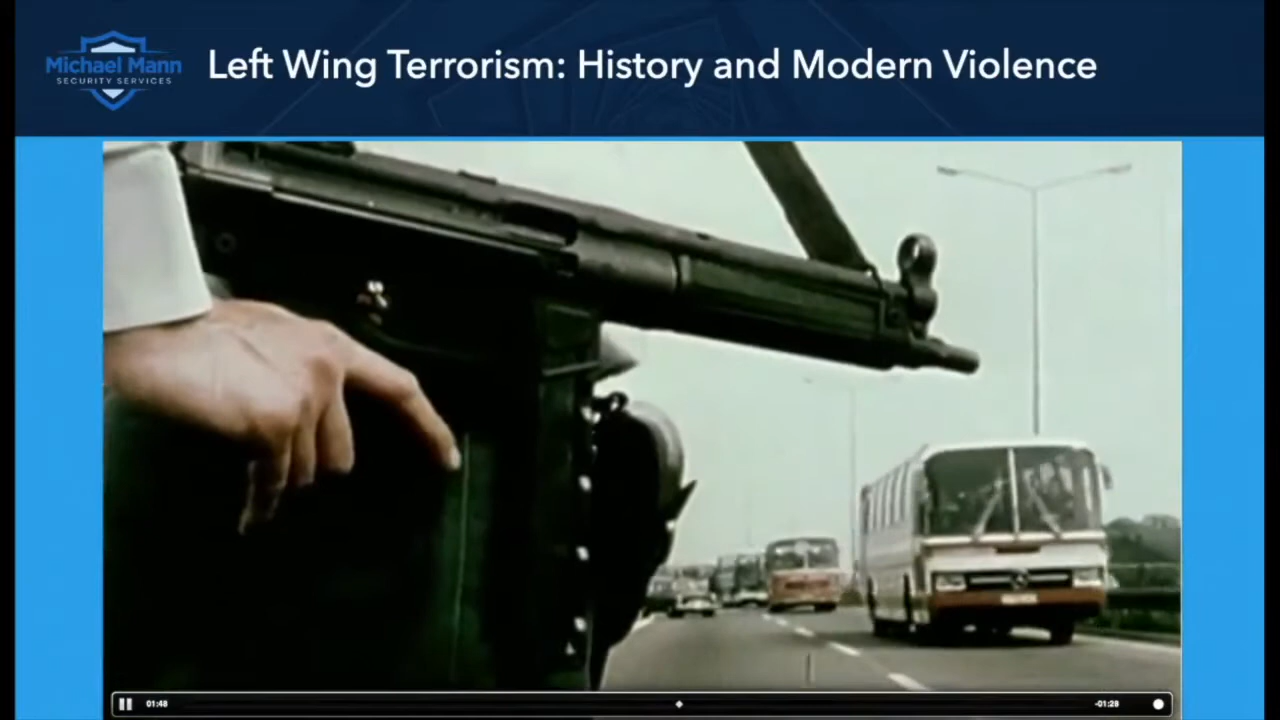 Michael Mann
SECURITY SERVICES
Left Wing Terrorism: History and Modern Violence
01:48
-01:28